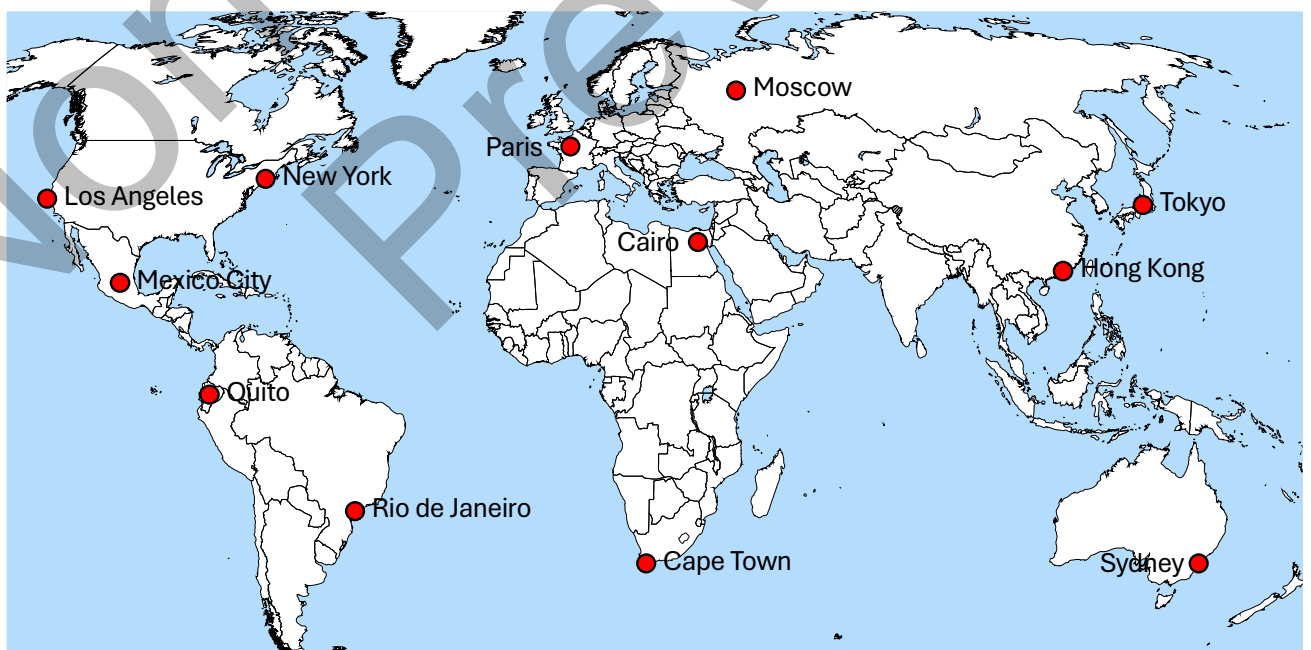 Moscow
Paris
New York
Los Angeles
Tokyo
Cairo
Hong Kong
Mexico City
Quito
Rio de Janeiro
Cape Town
Sydney